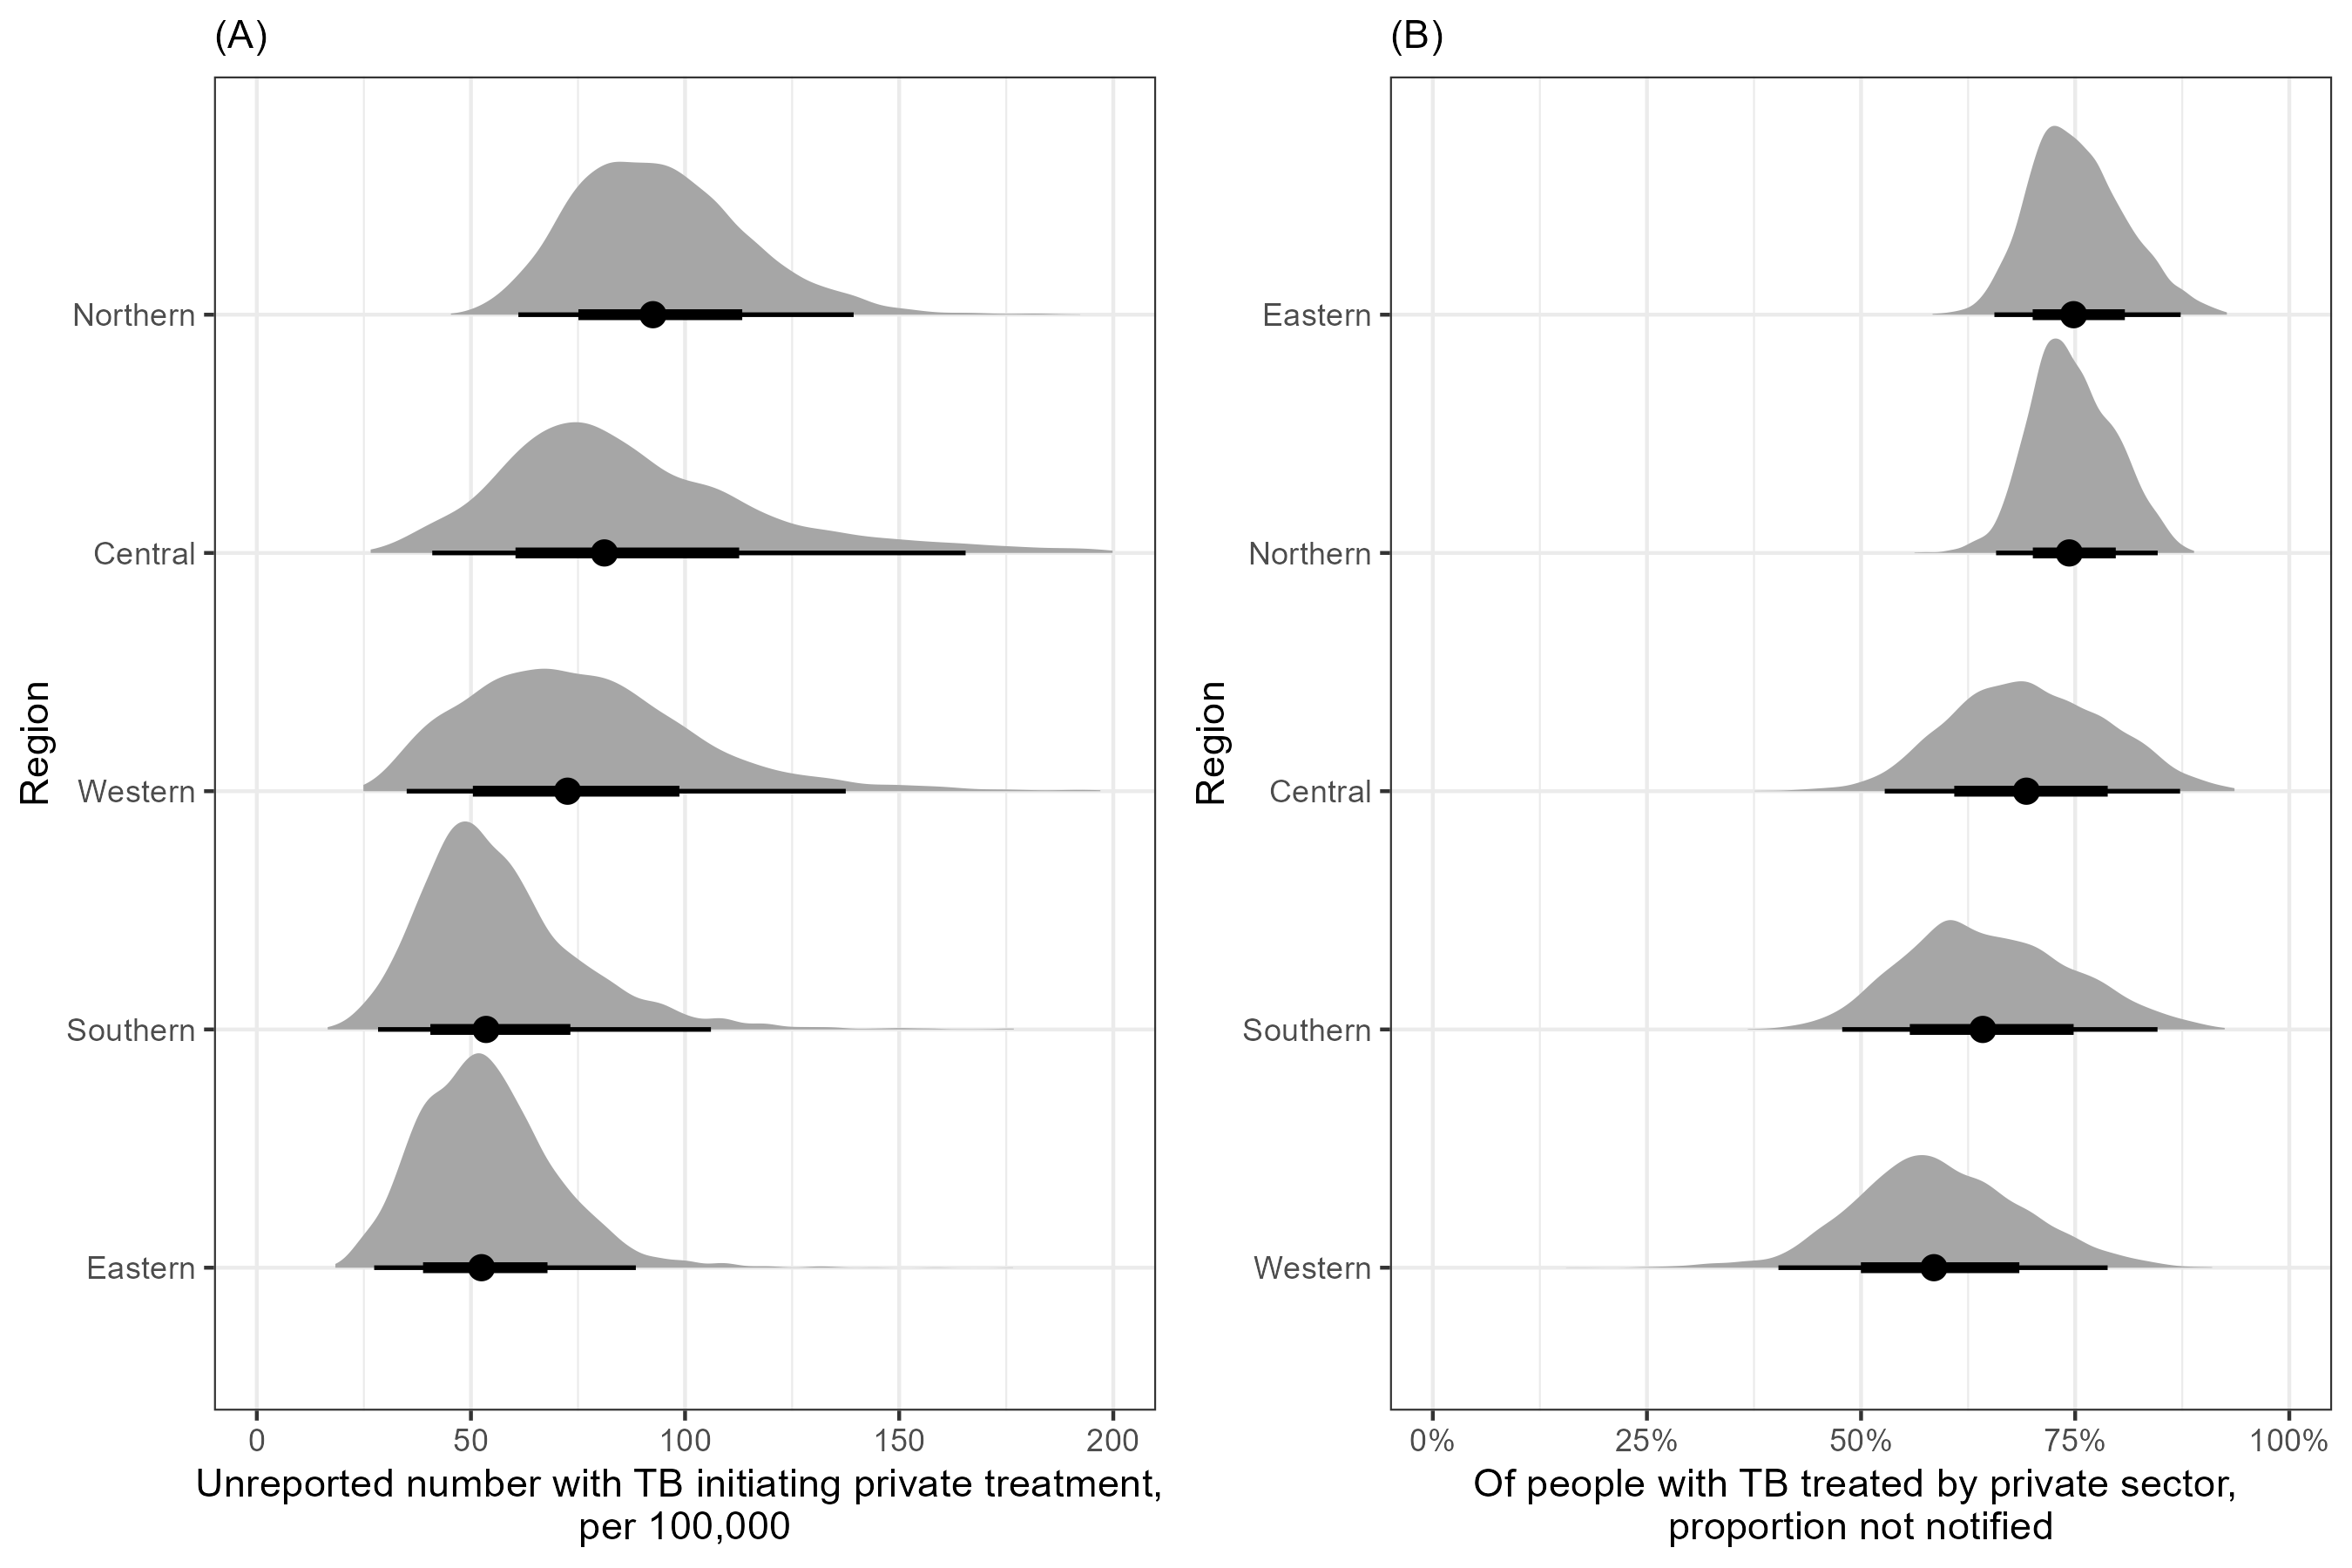 (A)
Region
Northern
Central
Western
Southern
Eastern
0 50 100 150 200
Unreported number with TB initiating private treatment,
per 100,000
(B)
Region
Eastern
Northern
Central
Southern
Western
0% 25% 50% 75% 100%
Of people with TB treated by private sector,
proportion not notified